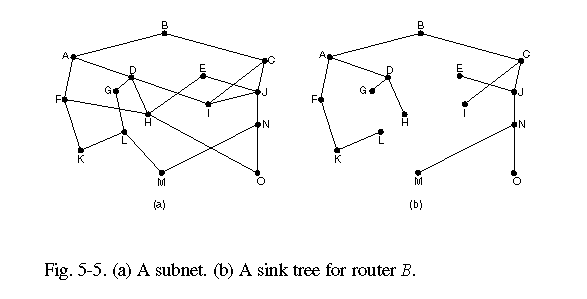 B B
A D E C A D E C
G J G J
F H I F H I
L N L N
K K
M O M O
(a) (b)
Fig. 5-5. (a) A subnet. (b) A sink tree for router B.